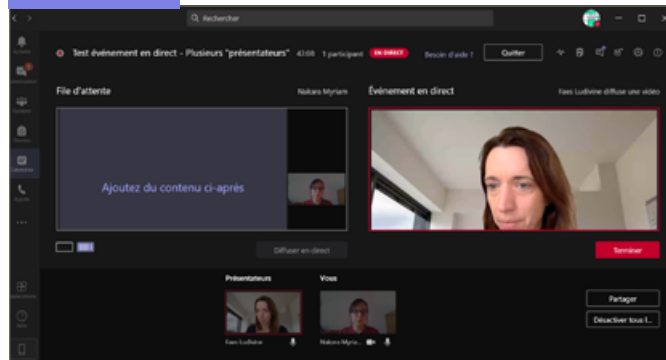 Rechercher
Test événement en direct - Plusieurs "présentateurs" 41:08 1 participant EN DIRECT Besoin d'aide ? Quitter
File d'attente Nakara Myriam Événement en direct Faes Ludivine diffuse une vidéo
Ajoutez du contenu ci-après
Diffuser en direct Terminer
Présentateurs Vous
Partager
Faes Ludivine Nakara Myria... Désactiver tous l...